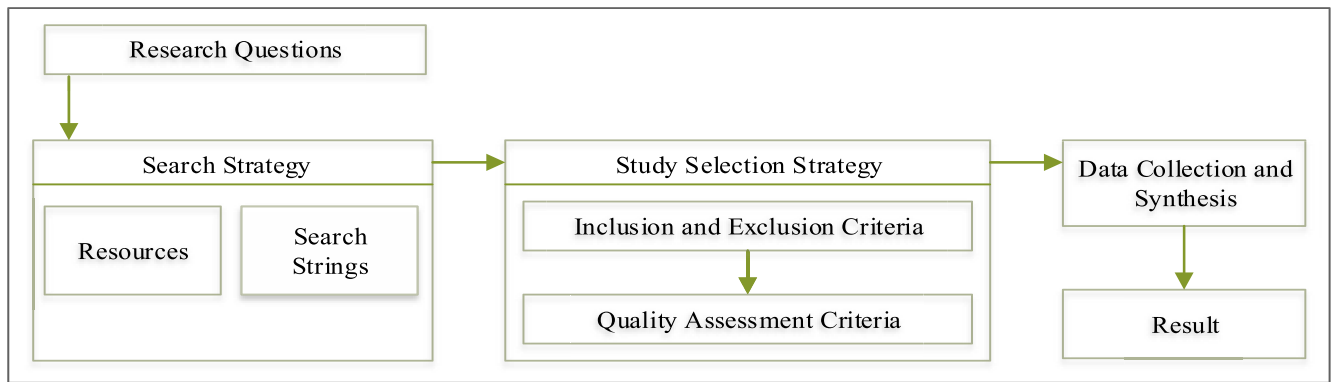 Research Questions
Search Strategy
Resources
Search
Strings
Study Selection Strategy
Inclusion and Exclusion Criteria
Quality Assessment Criteria
Data Collection and
Synthesis
Result